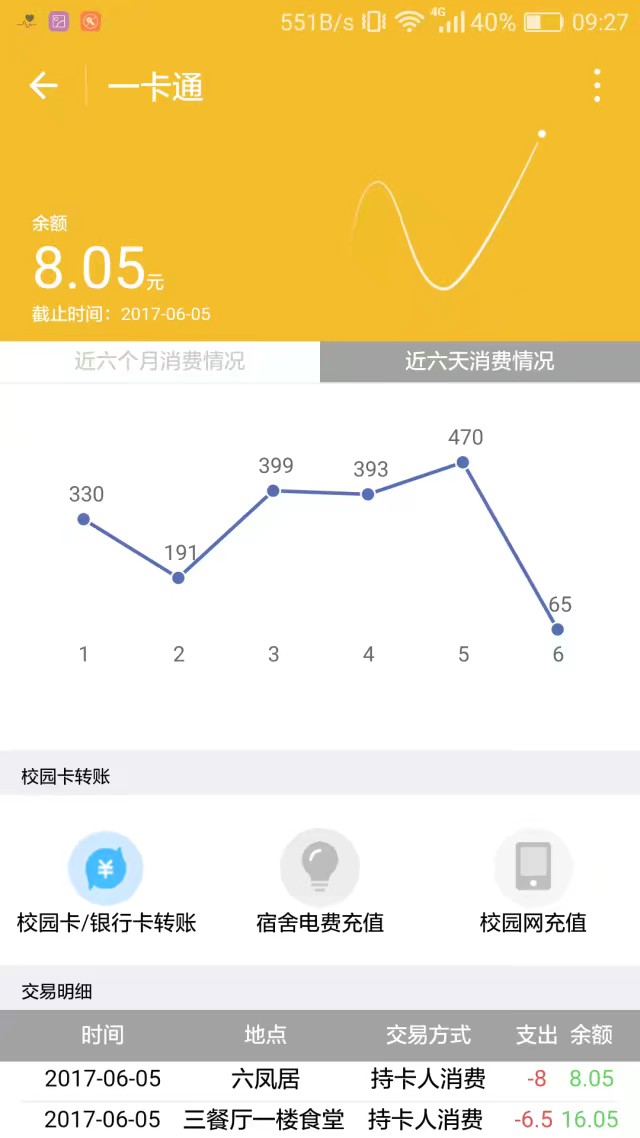 551B/s 4G 40% 09:27
一卡通
余额
8.05元
截止时间：2017-06-05
近六个月消费情况 近六天消费情况
470
399 393
330
191
65
1 2 3 4 5 6
校园卡转账
¥
校园卡/银行卡转账 宿舍电费充值 校园网充值
交易明细
时间 地点 交易方式 支出 余额
2017-06-05 六凤居 持卡人消费 -8 8.05
2017-06-05 三餐厅一楼食堂 持卡人消费 -6.5 16.05